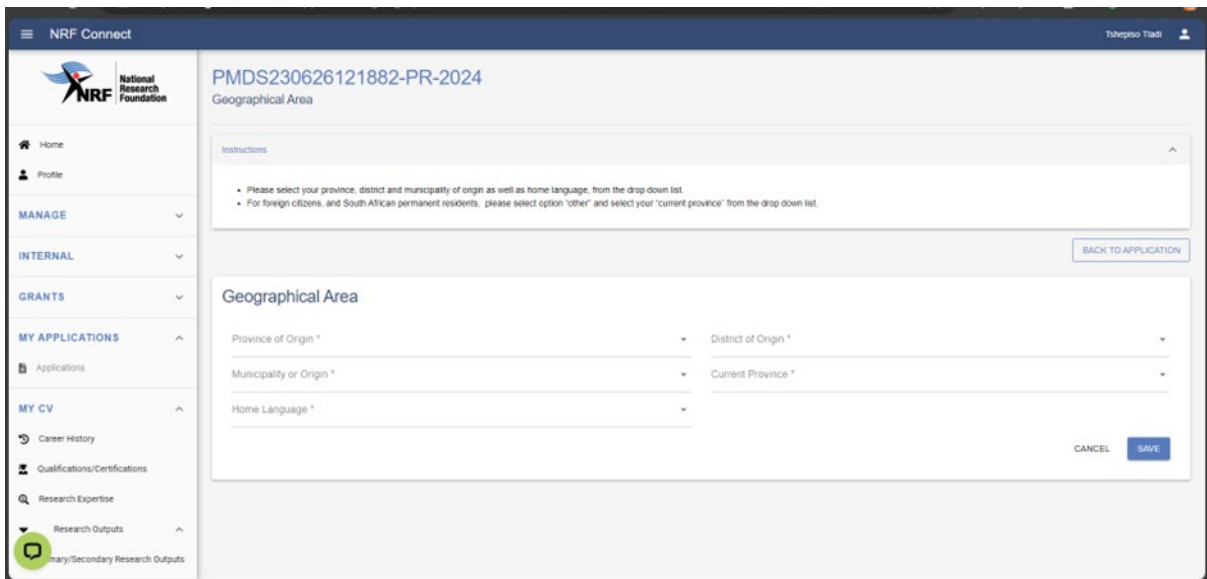 NRF Connect
Tshepiso Tladi
NRF
National
Research
Foundation
Home
Profile
MANAGE
INTERNAL
GRANTS
MY APPLICATIONS
Applications
MY CV
Career History
Qualifications/Certifications
Research Expertise
Research Outputs
mary/Secondary Research Outputs
PMDS230626121882-PR-2024
Geographical Area
Instructions
• Please select your province, district and municipality of origin as well as home language, from the drop down list.
• For foreign citizens, and South African permanent residents, please select option "other" and select your "current province" from the drop down list.
BACK TO APPLICATION
Geographical Area
Province of Origin *
District of Origin *
Municipality or Origin *
Current Province *
Home Language *
CANCEL
SAVE